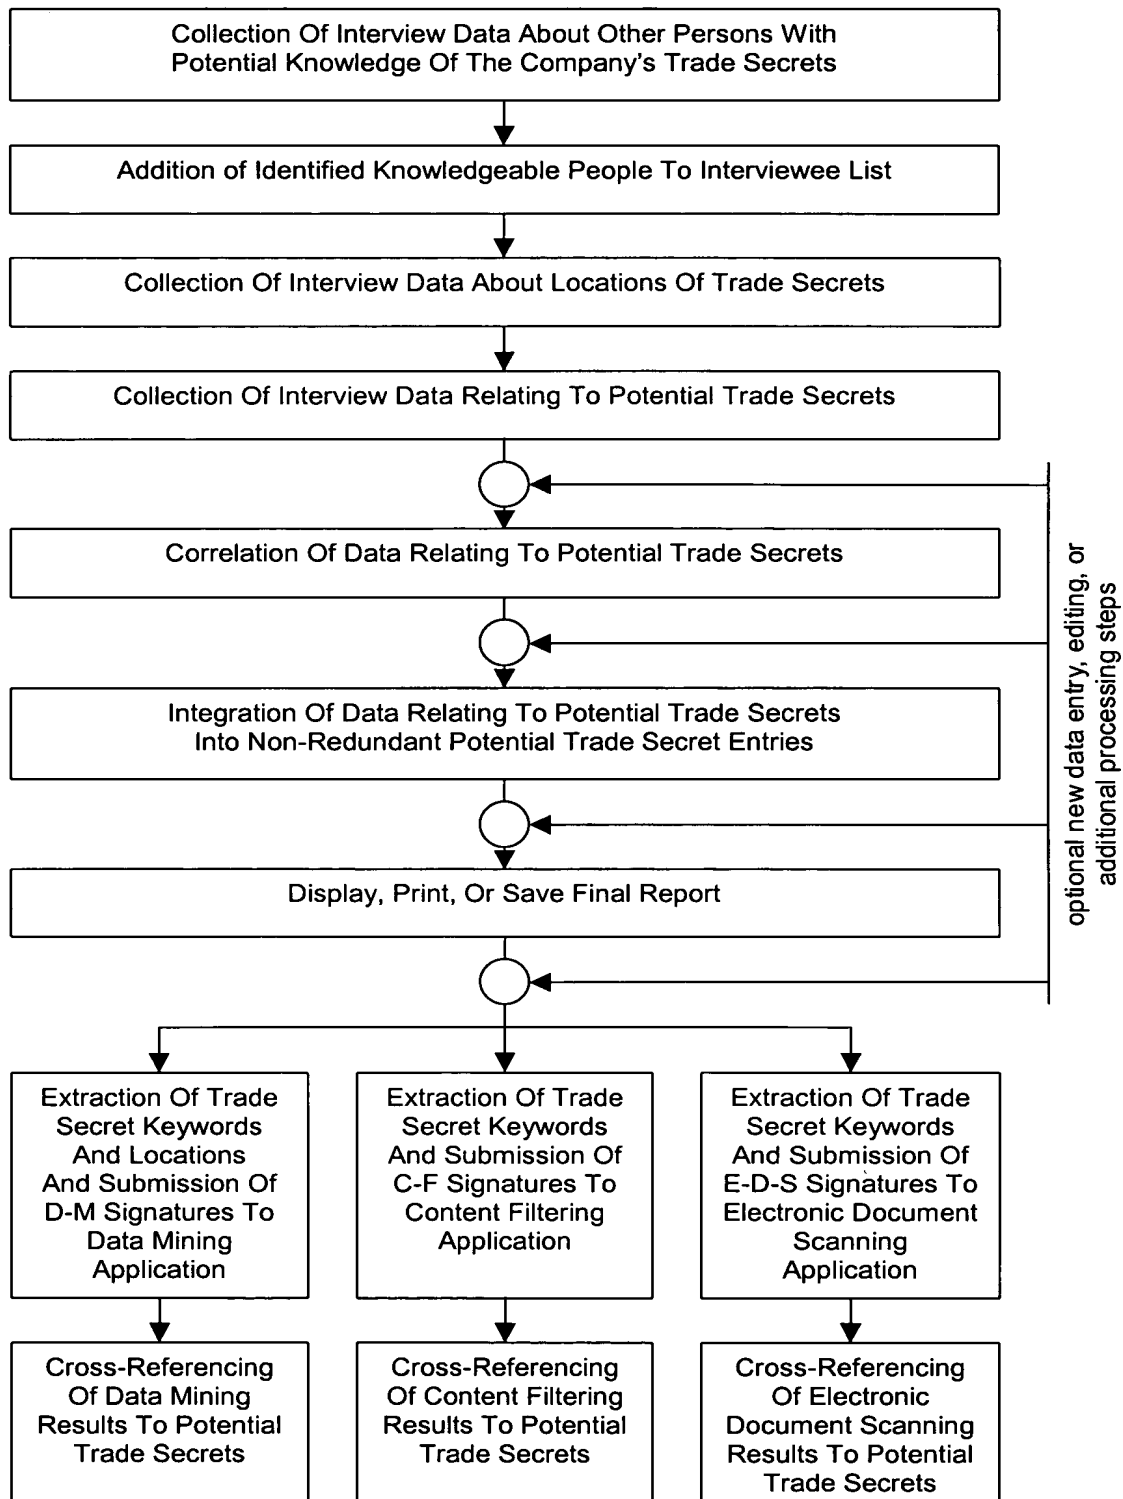 Collection Of Interview Data About Other Persons With
Potential Knowledge Of The Company's Trade Secrets
Addition of Identified Knowledgeable People To Interviewee List
Collection Of Interview Data About Locations Of Trade Secrets
Collection Of Interview Data Relating To Potential Trade Secrets
Correlation Of Data Relating To Potential Trade Secrets
Integration Of Data Relating To Potential Trade Secrets
Into Non-Redundant Potential Trade Secret Entries
Display, Print, Or Save Final Report
optional new data entry, editing, or
additional processing steps
Extraction Of Trade
Secret Keywords
And Locations
And Submission Of
D-M Signatures To
Data Mining
Application
Extraction Of Trade
Secret Keywords
And Submission Of
C-F Signatures To
Content Filtering
Application
Extraction Of Trade
Secret Keywords
And Submission Of
E-D-S Signatures To
Electronic Document
Scanning
Application
Cross-Referencing
Of Data Mining
Results To Potential
Trade Secrets
Cross-Referencing
Of Content Filtering
Results To Potential
Trade Secrets
Cross-Referencing
Of Electronic
Document Scanning
Results To Potential
Trade Secrets